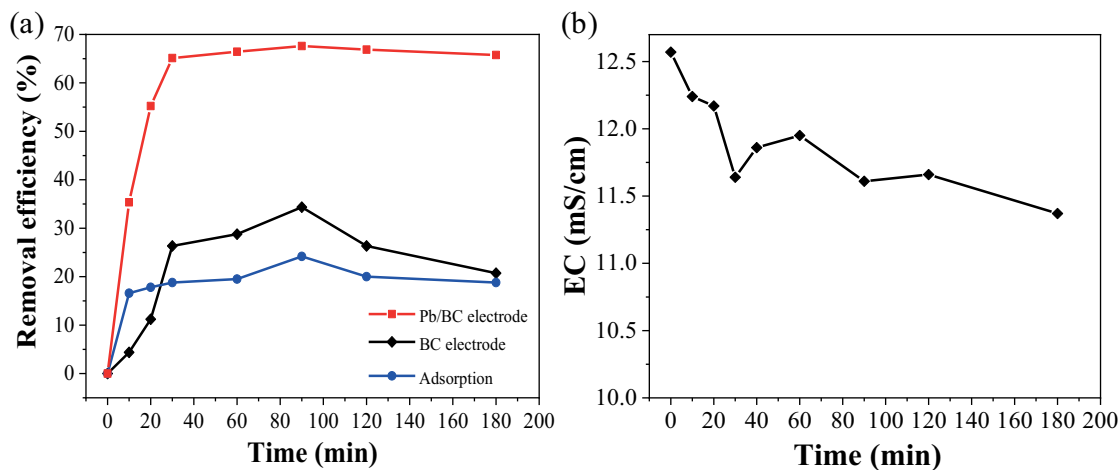 (a)
70
60
50
40
30
20
10
0
Removal efficiency (%)
Pb/BC electrode
BC electrode
Adsorption
0 20 40 60 80 100 120 140 160 180 200
Time (min)
(b)
12.5
12.0
11.5
11.0
10.5
10.0
EC (mS/cm)
0 20 40 60 80 100 120 140 160 180 200
Time (min)